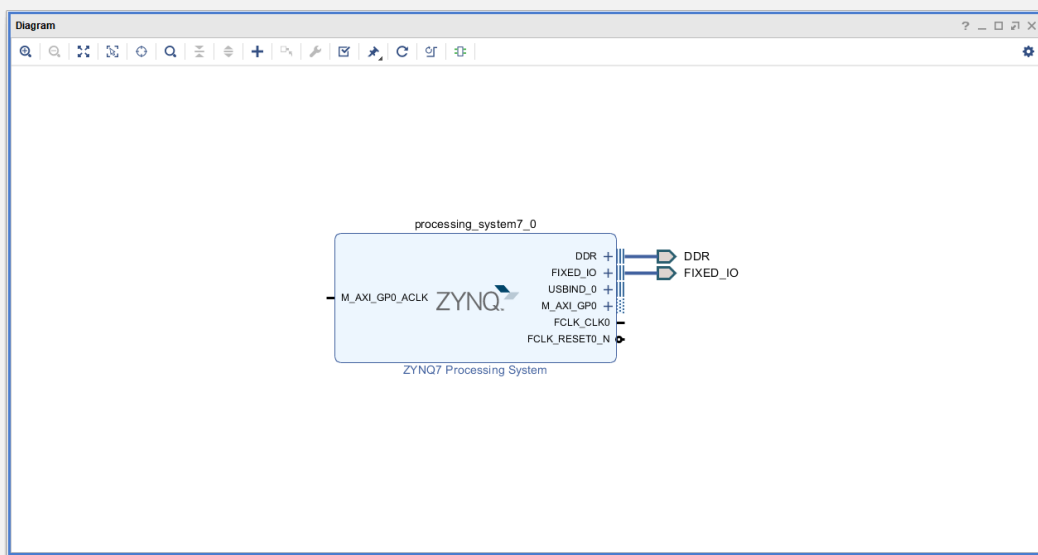 Diagram
processing_system7_0
DDR
DDR
FIXED_IO
FIXED_IO
USBIND_0
M_AXI_GP0_ACLK
ZYNQ
M_AXI_GP0
FCLK_CLK0
FCLK_RESET0_N
ZYNQ7 Processing System